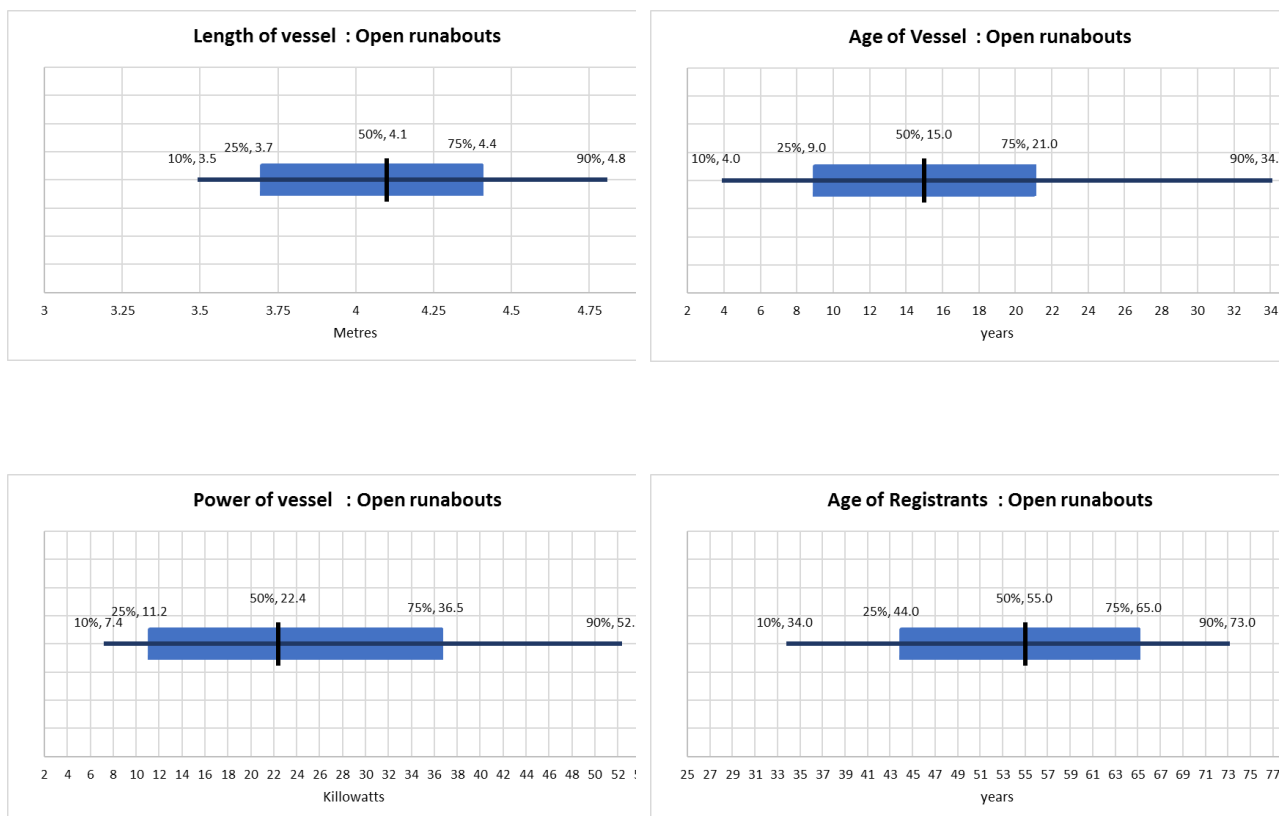 Length of vessel : Open runabouts
50%, 4.1
25%, 3.7
75%, 4.4
10%, 3.5
90%, 4.8
3 3.25 3.5 3.75 4 4.25 4.5 4.75
Metres
Age of Vessel : Open runabouts
50%, 15.0
25%, 9.0
75%, 21.0
10%, 4.0
90%, 34.
2 4 6 8 10 12 14 16 18 20 22 24 26 28 30 32 34
years
Power of vessel : Open runabouts
50%, 22.4
25%, 11.2
75%, 36.5
10%, 7.4
90%, 52.
2 4 6 8 10 12 14 16 18 20 22 24 26 28 30 32 34 36 38 40 42 44 46 48 50 52
Killowatts
Age of Registrants : Open runabouts
50%, 55.0
25%, 44.0
75%, 65.0
10%, 34.0
90%, 73.0
25 27 29 31 33 35 37 39 41 43 45 47 49 51 53 55 57 59 61 63 65 67 69 71 73 75 77
years